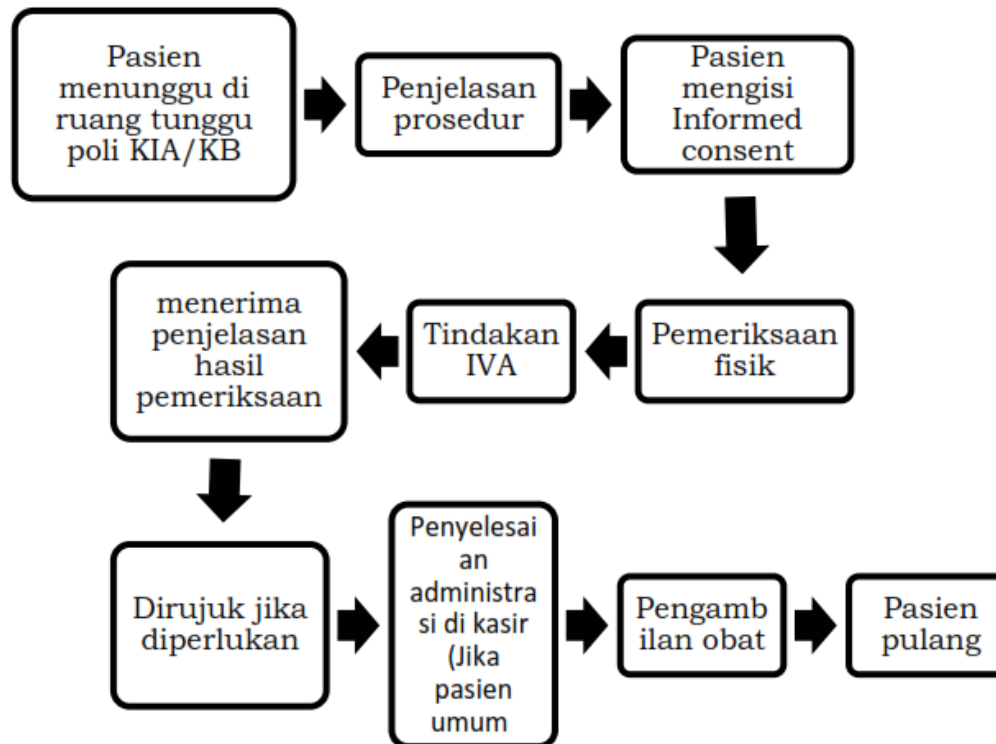 Pasien
menunggu di
ruang tunggu
poli KIA/KB
Penjelasan
prosedur
Pasien
mengisi
Informed
consent
Pemeriksaan
fisik
Tindakan
IVA
menerima
penjelasan
hasil
pemeriksaan
Dirujuk jika
diperlukan
Penyelesai
an
administra
si di kasir
(Jika
pasien
umum
Pengamb
ilan obat
Pasien
pulang